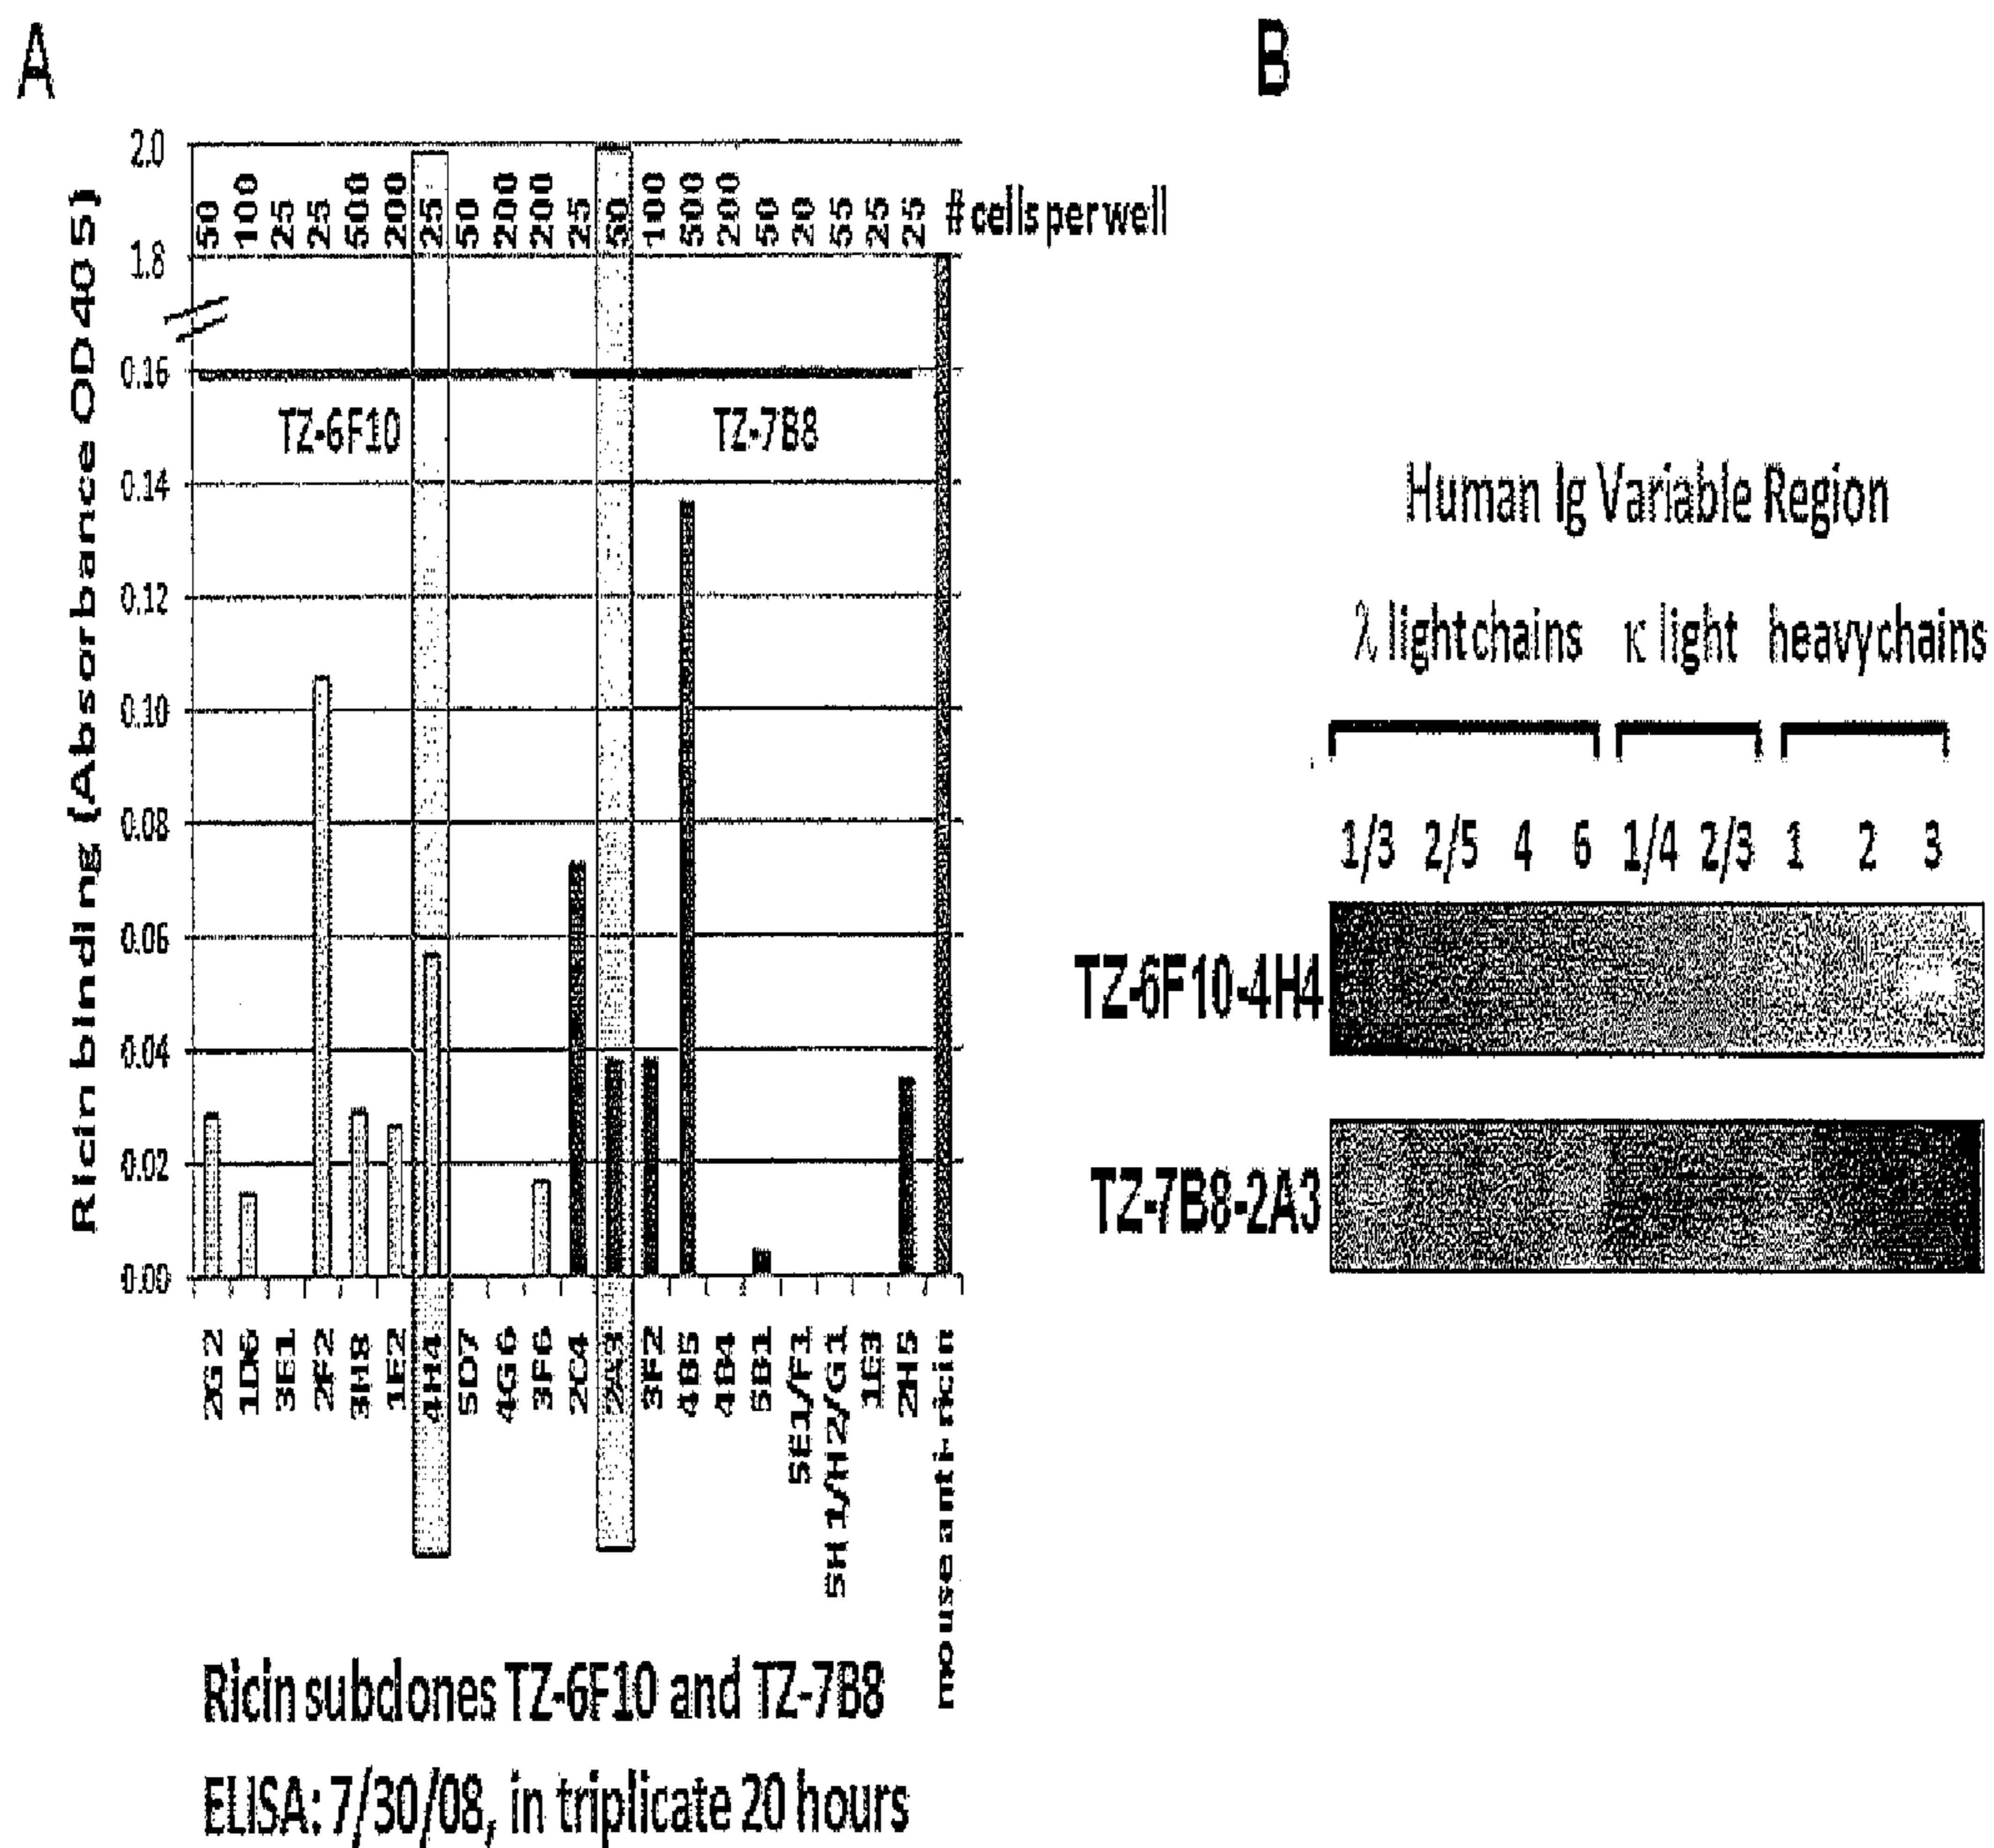 A
B
2.0
1.8
0.16
0.14
0.12
0.10
0.08
0.06
0.04
0.02
0.00
Ricin binding (Absorbance OD405)
50 100 25 25 500 200 25 50 200 200 25 50 100 500 200 50 20 55 25 25 # cells per well
TZ-6F10
TZ-7B8
2G2
1D6
3E1
2F2
3H8
1E2
4H4
5D7
4G6
3F6
2C4
2A3
3F2
4B5
4B4
5B1
5E1/F1
5H1/H2/G1
1E3
2H5
mouse anti-ricin
Ricin subclones TZ-6F10 and TZ-7B8
ELISA: 7/30/08, in triplicate 20 hours
Human Ig Variable Region
λ light chains κ light heavy chains
1/3 2/5 4 6 1/4 2/3 1 2 3
TZ-6F10-4H4
TZ-7B8-2A3